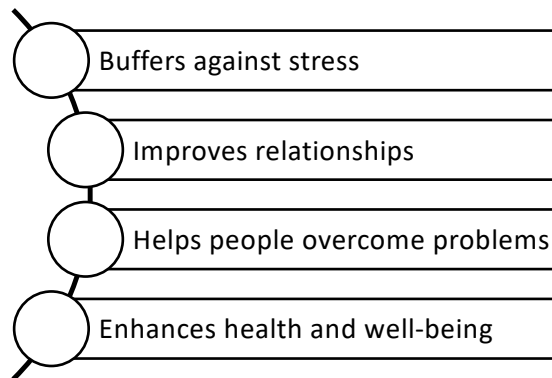 Buffers against stress
Improves relationships
Helps people overcome problems
Enhances health and well-being